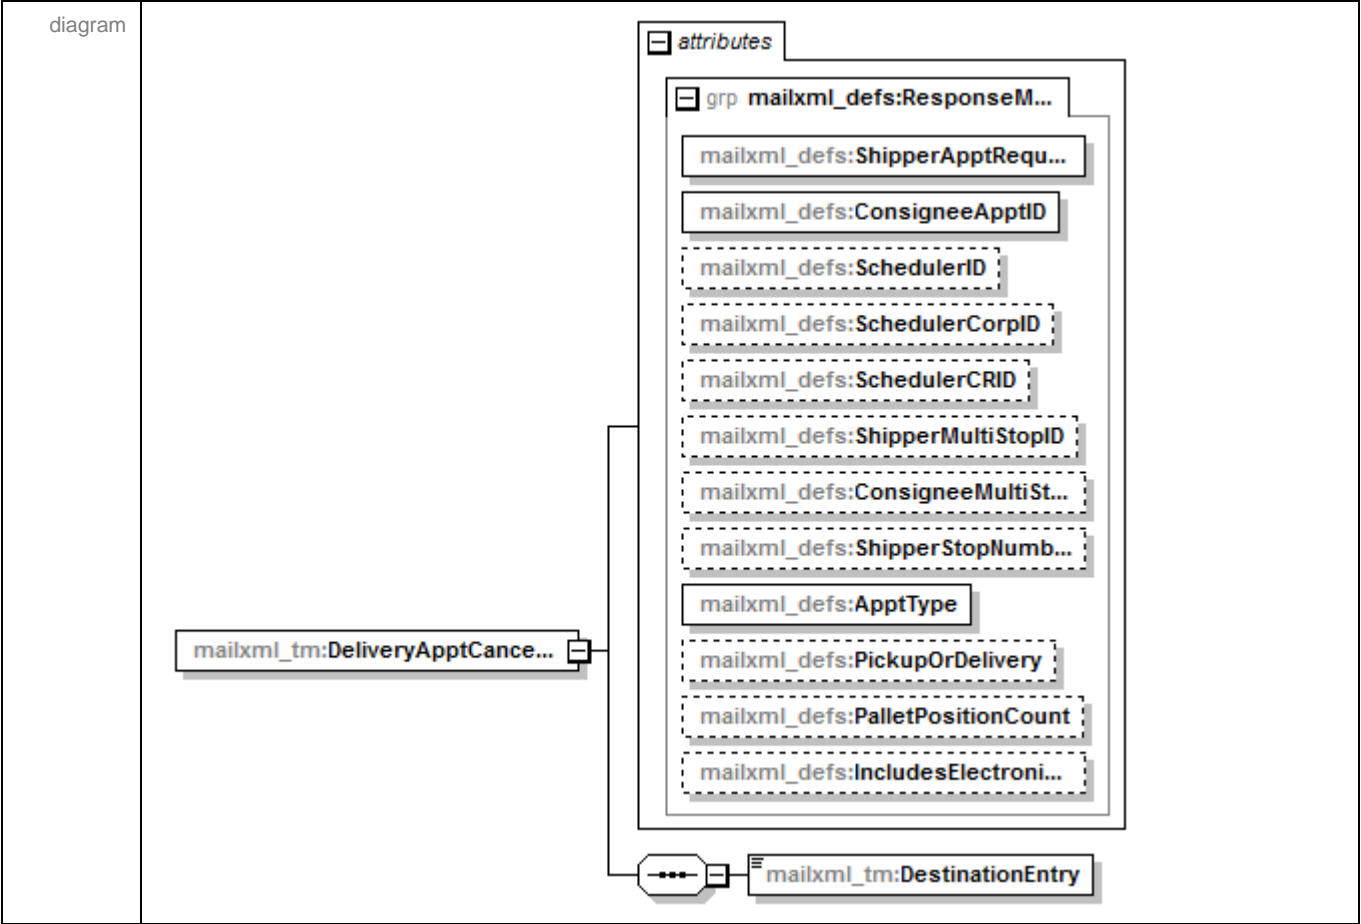 diagram
attributes
grp mailxml_defs:ResponseM...
mailxml_defs:ShipperApptRequ...
mailxml_defs:ConsigneeApptID
mailxml_defs:SchedulerID
mailxml_defs:SchedulerCorpID
mailxml_defs:SchedulerCRID
mailxml_defs:ShipperMultiStopID
mailxml_defs:ConsigneeMultiSt...
mailxml_defs:ShipperStopNumb...
mailxml_defs:ApptType
mailxml_tm:DeliveryApptCance...
mailxml_defs:PickupOrDelivery
mailxml_defs:PalletPositionCount
mailxml_defs:IncludesElectroni...
mailxml_tm:DestinationEntry